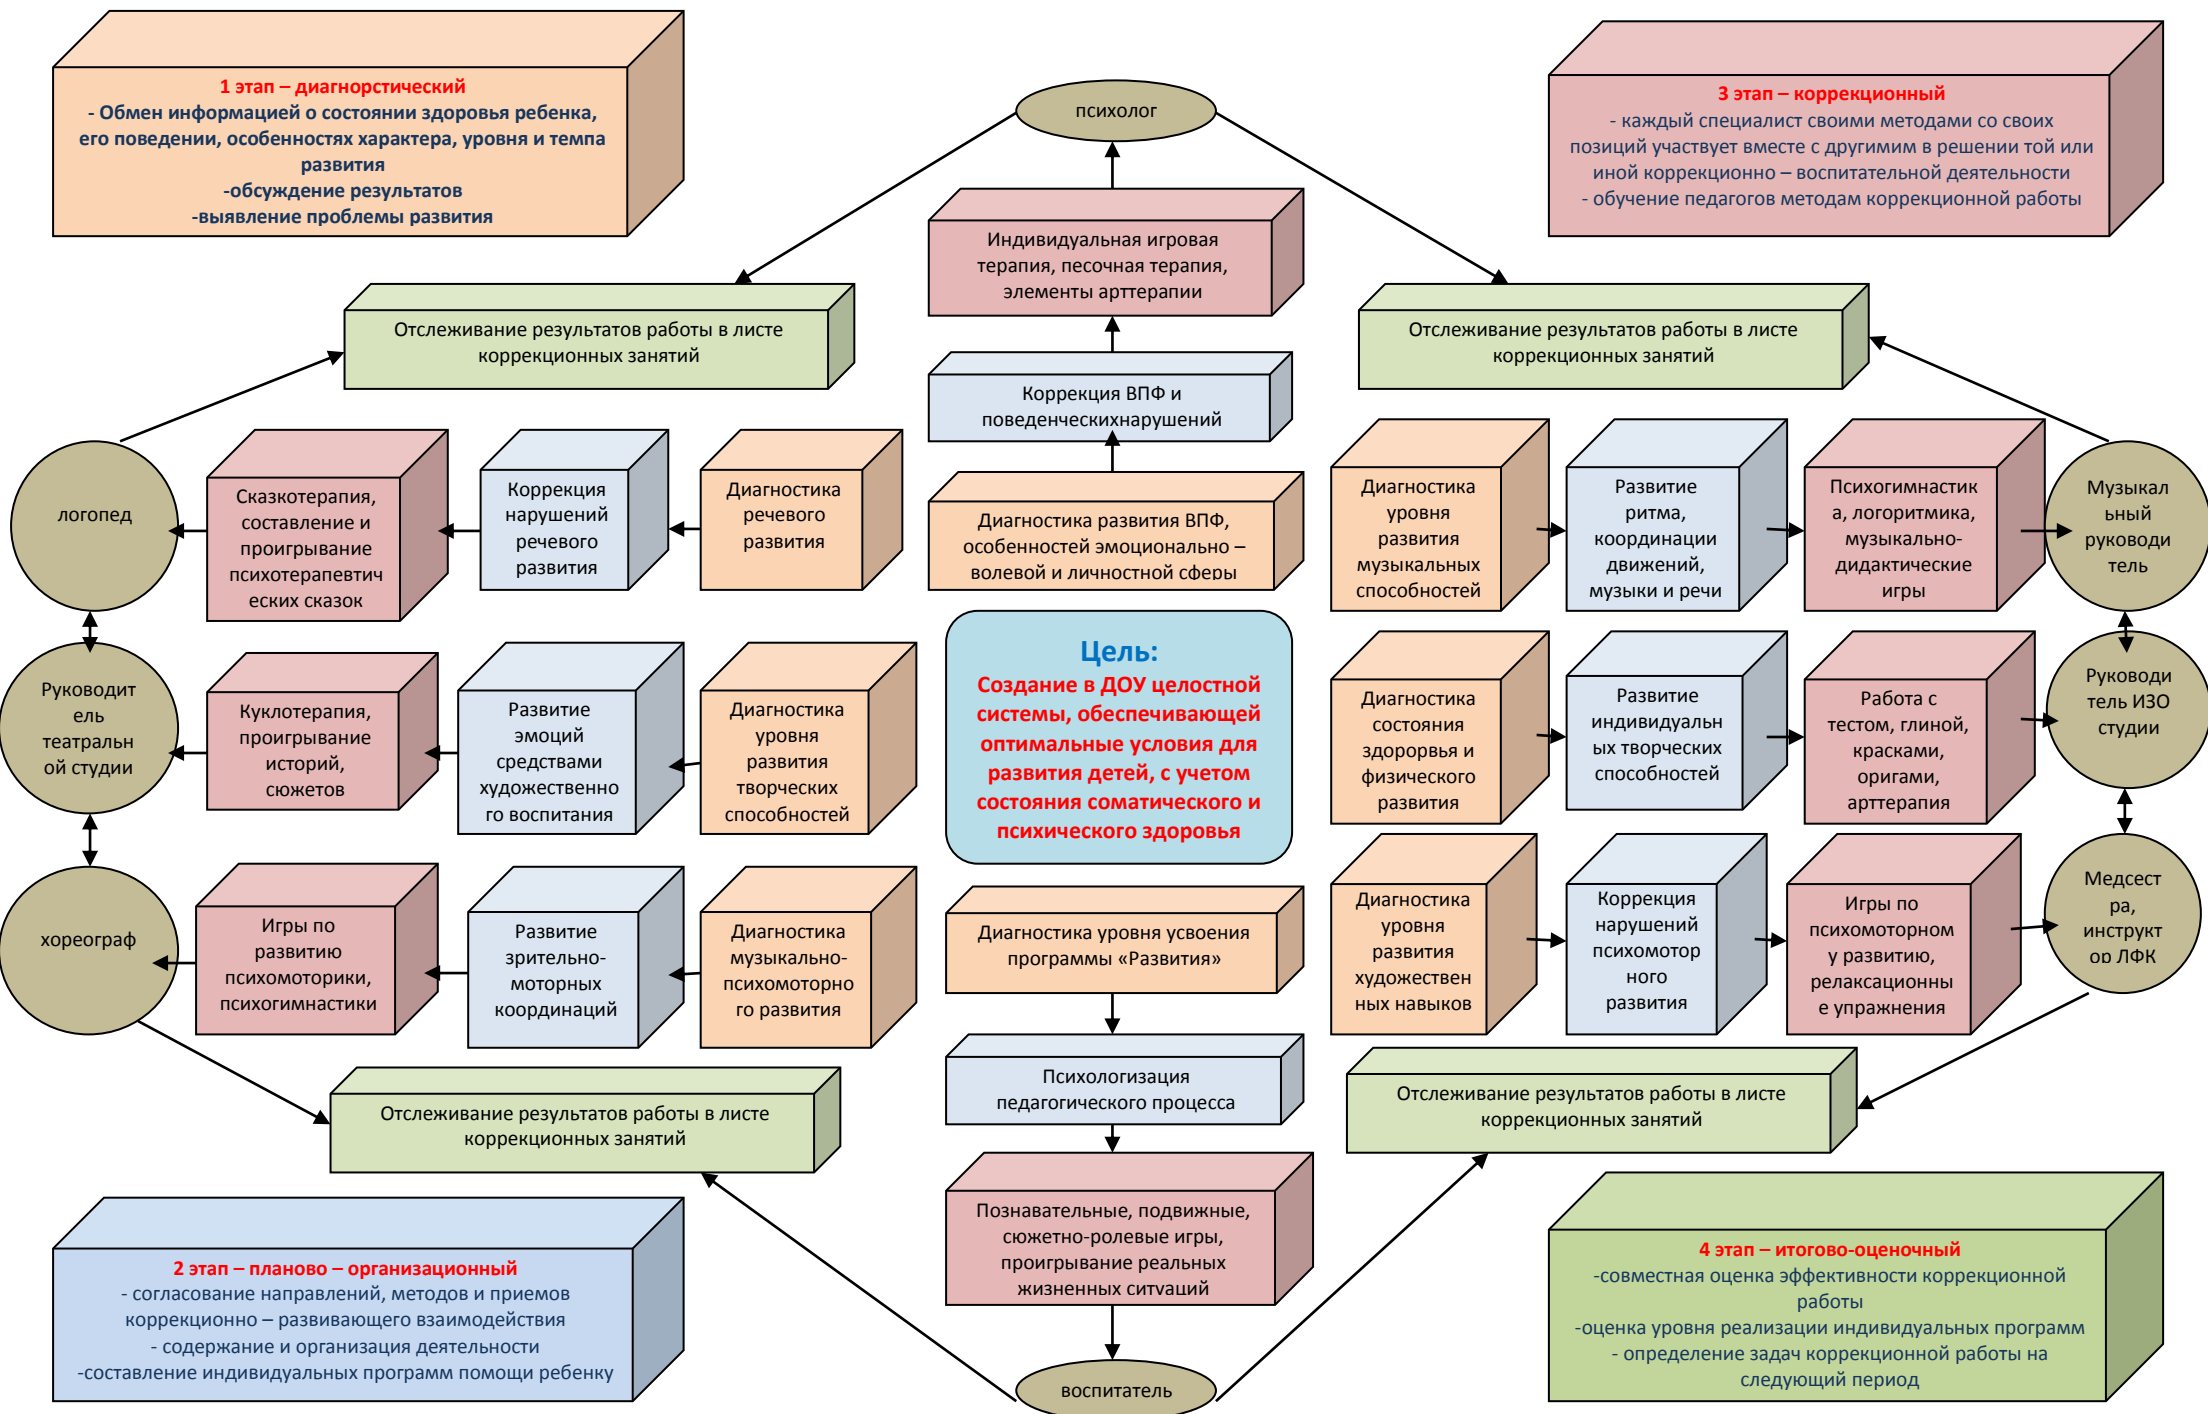 1 этап – диагнорстический
- Обмен информацией о состоянии здоровья ребенка,
его поведении, особенностях характера, уровня и темпа
развития
-обсуждение результатов
-выявление проблемы развития
психолог
3 этап – коррекционный
- каждый специалист своими методами со своих
позиций участвует вместе с другимим в решении той или
иной коррекционно – воспитательной деятельности
- обучение педагогов методам коррекционной работы
Индивидуальная игровая
терапия, песочная терапия,
элементы арттерапии
Отслеживание результатов работы в листе
коррекционных занятий
Отслеживание результатов работы в листе
коррекционных занятий
Коррекция ВПФ и
поведенческихнарушений
логопед
Сказкотерапия,
составление и
проигрывание
психотерапевтич
еских сказок
Коррекция
нарушений
речевого
развития
Диагностика
речевого
развития
Диагностика развития ВПФ,
особенностей эмоционально –
волевой и личностной сферы
Диагностика
уровня
развития
музыкальных
способностей
Развитие
ритма,
координации
движений,
музыки и речи
Психогимнастик
а, логоритмика,
музыкально-
дидактические
игры
Музыкал
ьный
руководи
тель
Руководит
ель
театральн
ой студии
Куклотерапия,
проигрывание
историй,
сюжетов
Развитие
эмоций
средствами
художественно
го воспитания
Диагностика
уровня
развития
творческих
способностей
Цель:
Создание в ДОУ целостной
системы, обеспечивающей
оптимальные условия для
развития детей, с учетом
состояния соматического и
психического здоровья
Диагностика
состояния
здорорвья и
физического
развития
Развитие
индивидуальн
ых творческих
способностей
Работа с
тестом, глиной,
красками,
оригами,
арттерапия
Руководи
тель ИЗО
студии
хореограф
Игры по
развитию
психомоторики,
психогимнастики
Развитие
зрительно-
моторных
координаций
Диагностика
музыкально-
психомоторно
го развития
Диагностика уровня усвоения
программы «Развития»
Диагностика
уровня
развития
художествен
ных навыков
Коррекция
нарушений
психомотор
ного
развития
Игры по
психомоторном
у развитию,
релаксационны
е упражнения
Медсест
ра,
инструкт
ор ЛФК
Психологизация
педагогического процесса
Отслеживание результатов работы в листе
коррекционных занятий
Отслеживание результатов работы в листе
коррекционных занятий
Познавательные, подвижные,
сюжетно-ролевые игры,
проигрывание реальных
жизненных ситуаций
2 этап – планово – организационный
- согласование направлений, методов и приемов
коррекционно – развивающего взаимодействия
- содержание и организация деятельности
-составление индивидуальных программ помощи ребенку
воспитатель
4 этап – итогово-оценочный
-совместная оценка эффективности коррекционной
работы
-оценка уровня реализации индивидуальных программ
- определение задач коррекционной работы на
следующий период